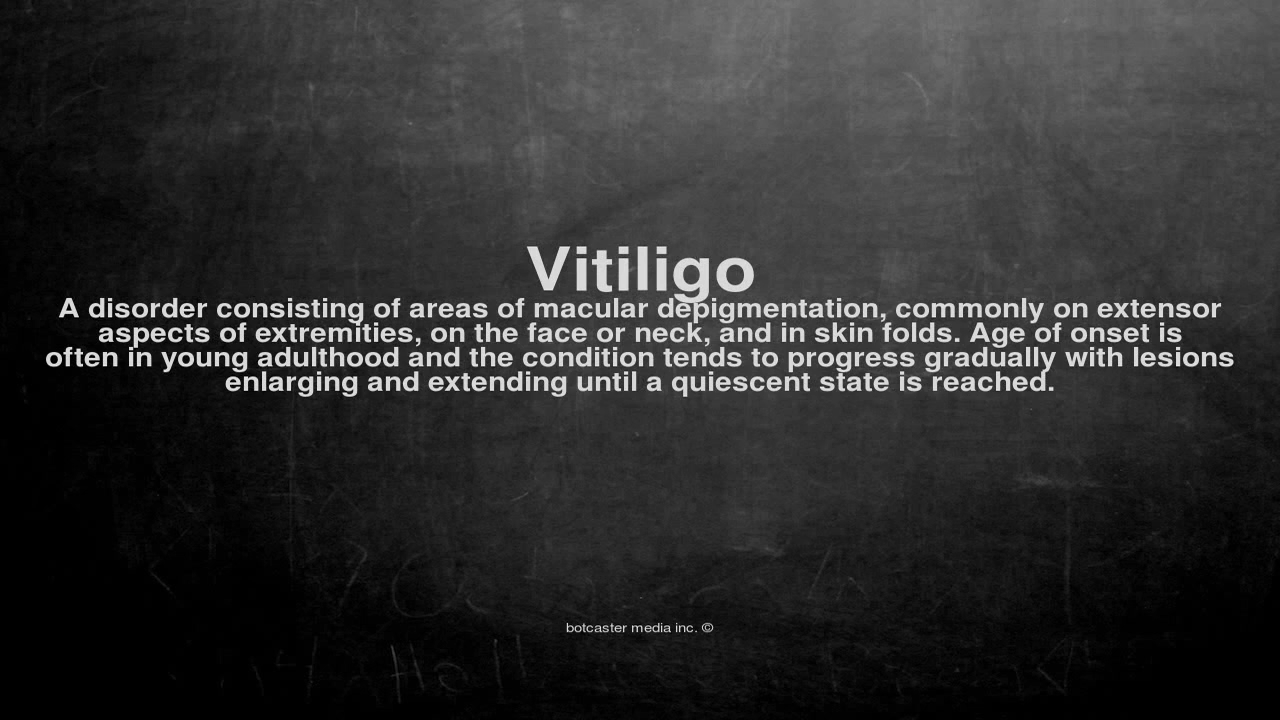 Vitiligo
A disorder consisting of areas of macular depigmentation, commonly on extensor
aspects of extremities, on the face or neck, and in skin folds. Age of onset is
often in young adulthood and the condition tends to progress gradually with lesions
enlarging and extending until a quiescent state is reached.
botcaster media inc. ©